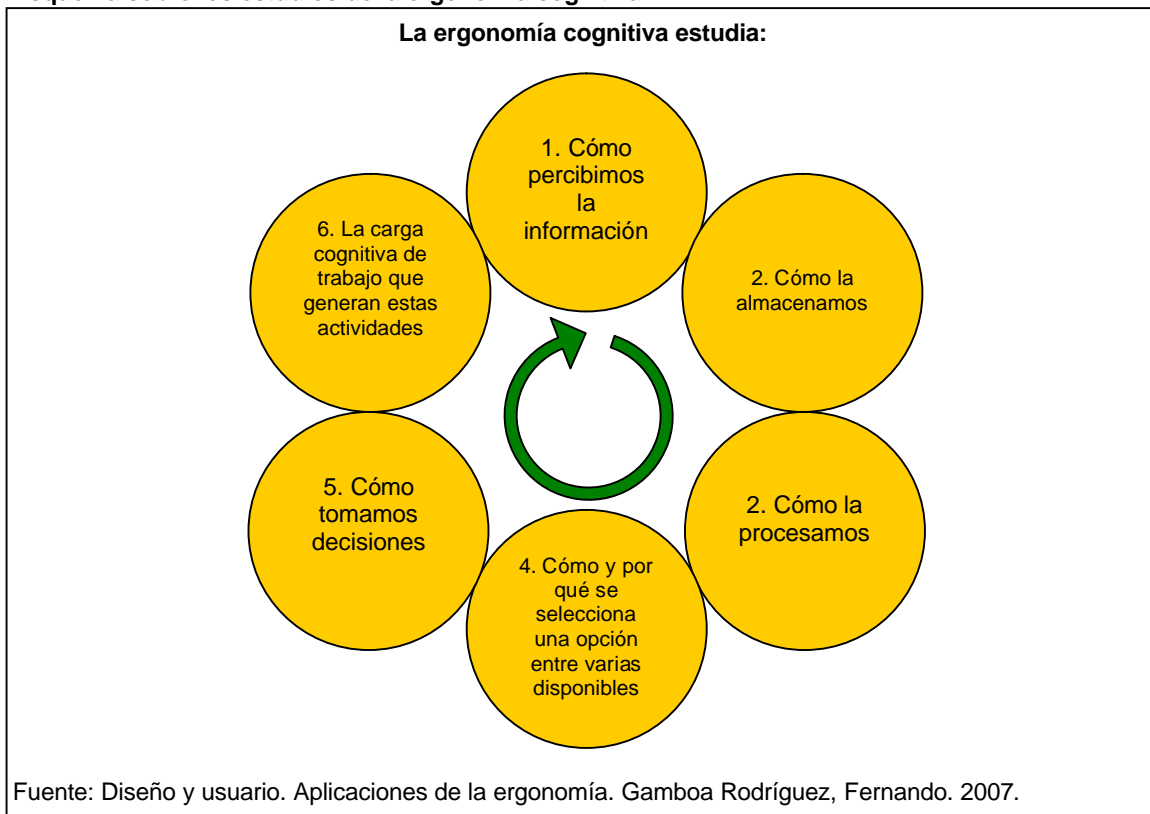 La ergonomía cognitiva estudia:
1. Cómo
percibimos
la
información
2. Cómo la
almacenamos
2. Cómo la
procesamos
4. Cómo y por
qué se
selecciona
una opción
entre varias
disponibles
5. Cómo
tomamos
decisiones
6. La carga
cognitiva de
trabajo que
generan estas
actividades
Fuente: Diseño y usuario. Aplicaciones de la ergonomía. Gamboa Rodríguez, Fernando. 2007.